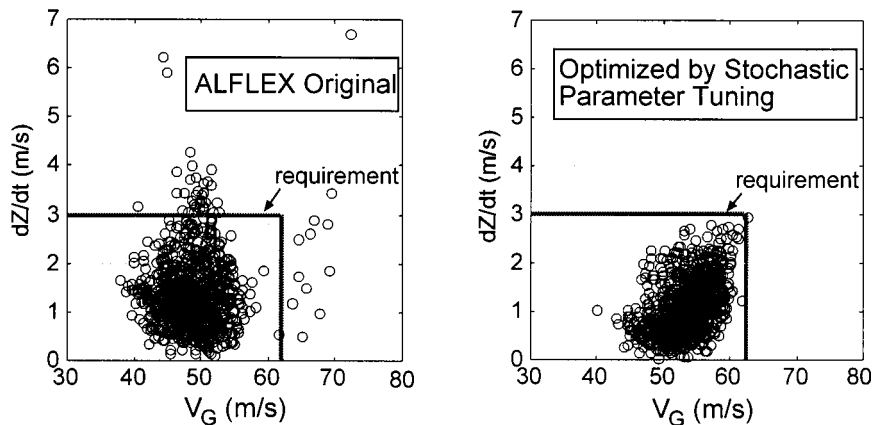 7
6
5
4
3
2
1
0
dZ/dt (m/s)
ALFLEX Original
requirement
30 40 50 60 70 80
V_G (m/s)
7
6
5
4
3
2
1
0
dZ/dt (m/s)
Optimized by Stochastic
Parameter Tuning
requirement
30 40 50 60 70 80
V_G (m/s)